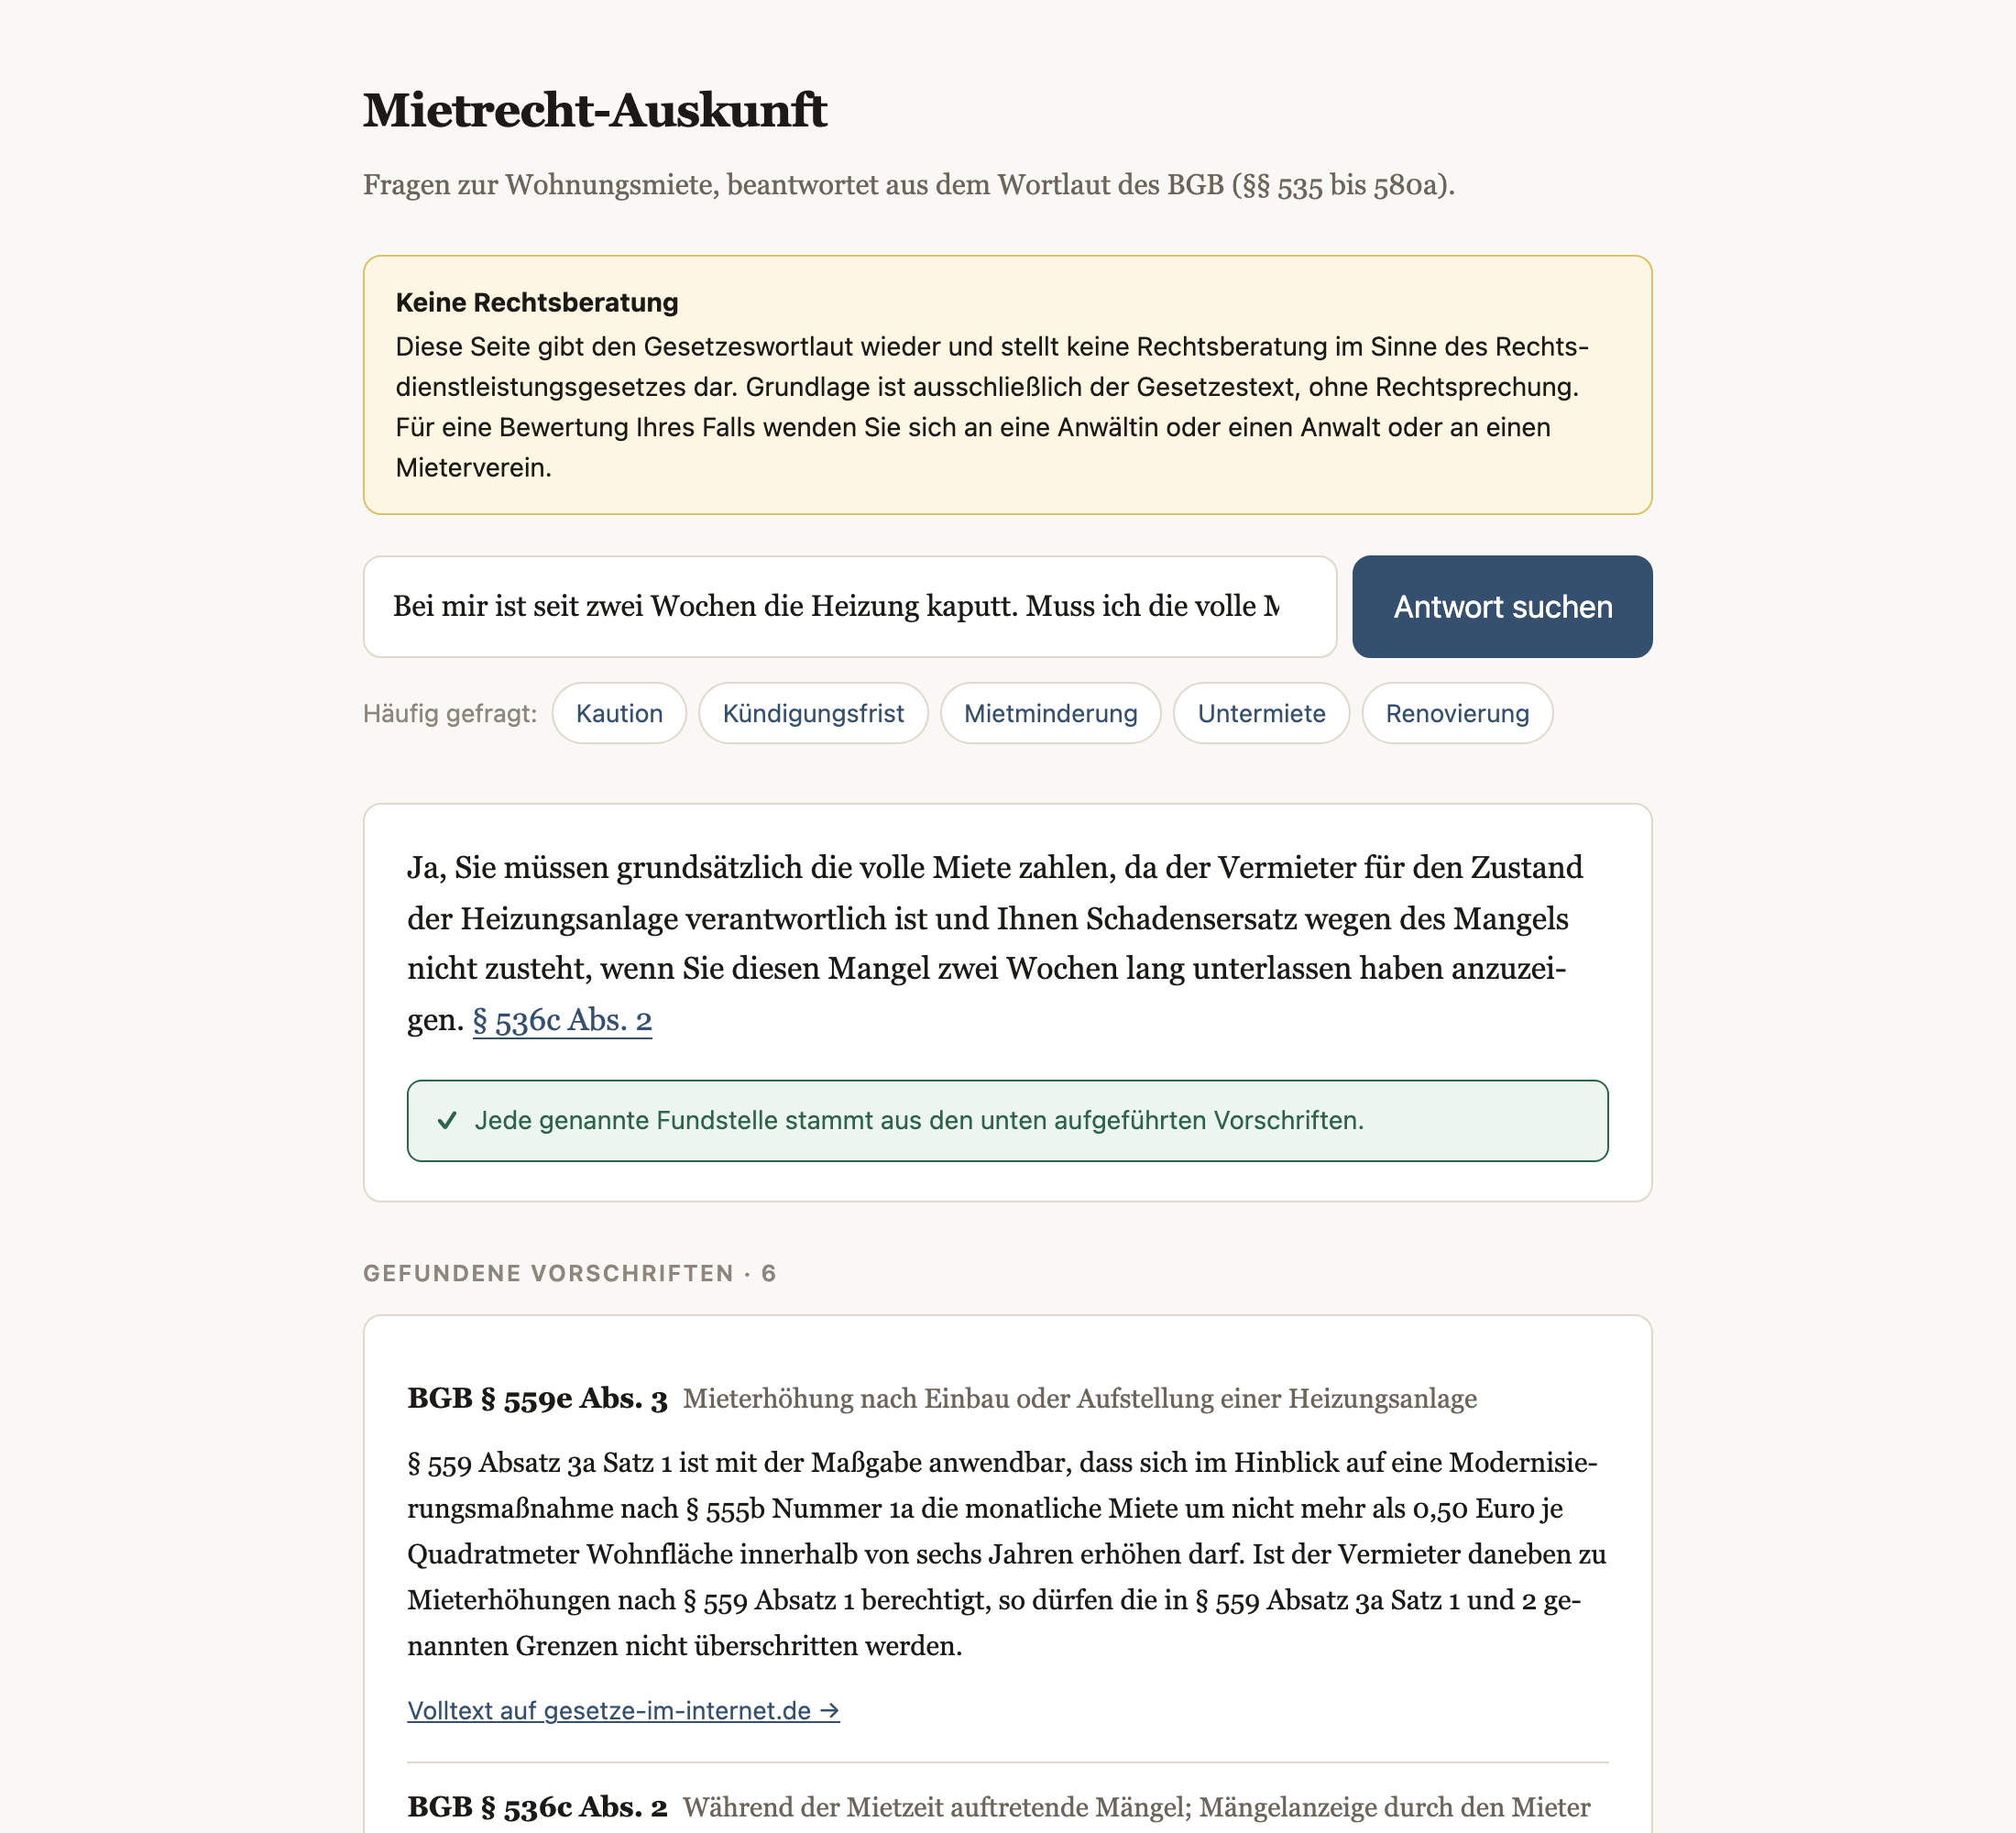 Mietrecht-Auskunft
Fragen zur Wohnungsmiete, beantwortet aus dem Wortlaut des BGB (§§ 535 bis 580a).
Keine Rechtsberatung
Diese Seite gibt den Gesetzeswortlaut wieder und stellt keine Rechtsberatung im Sinne des Rechts-
dienstleistungsgesetzes dar. Grundlage ist ausschließlich der Gesetzestext, ohne Rechtsprechung.
Für eine Bewertung Ihres Falls wenden Sie sich an eine Anwältin oder einen Anwalt oder an einen
Mieterverein.
Bei mir ist seit zwei Wochen die Heizung kaputt. Muss ich die volle
Antwort suchen
Häufig gefragt: Kaution Kündigungsfrist Mietminderung Untermiete Renovierung
Ja, Sie müssen grundsätzlich die volle Miete zahlen, da der Vermieter für den Zustand
der Heizungsanlage verantwortlich ist und Ihnen Schadensersatz wegen des Mangels
nicht zusteht, wenn Sie diesen Mangel zwei Wochen lang unterlassen haben anzuzei-
gen. § 536c Abs. 2
✓ Jede genannte Fundstelle stammt aus den unten aufgeführten Vorschriften.
GEFUNDENE VORSCHRIFTEN · 6
BGB § 559e Abs. 3 Mieterhöhung nach Einbau oder Aufstellung einer Heizungsanlage
§ 559 Absatz 3a Satz 1 ist mit der Maßgabe anwendbar, dass sich im Hinblick auf eine Modernisie-
rungsmaßnahme nach § 555b Nummer 1a die monatliche Miete um nicht mehr als 0,50 Euro je
Quadratmeter Wohnfläche innerhalb von sechs Jahren erhöhen darf. Ist der Vermieter daneben zu
Mieterhöhungen nach § 559 Absatz 1 berechtigt, so dürfen die in § 559 Absatz 3a Satz 1 und 2 ge-
nannten Grenzen nicht überschritten werden.
Volltext auf gesetze-im-internet.de →
BGB § 536c Abs. 2 Während der Mietzeit auftretende Mängel; Mängelanzeige durch den Mieter